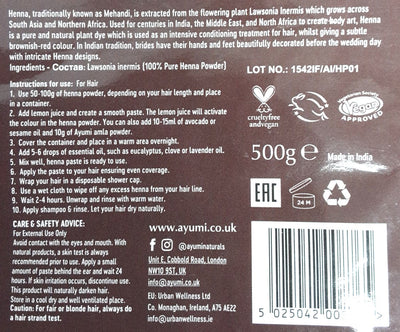 Henna, traditionally known as Mehandi, is extracted from the flowering plant Lawsonia Inermis which grows across
South Asia and Northern Africa. Used for centuries in India, the Middle East, and North Africa to create body art, Henna
is a pure and natural plant dye which is used as an intensive conditioning treatment for hair, whilst giving a subtle
brownish-red colour. In Indian tradition, brides have their hands and feet beautifully decorated before the wedding day
with intricate Henna designs.
Ingredients - Состав: Lawsonia inermis (100% Pure Henna Powder)
LOT NO.: 1542IF/AI/HP01
Instructions for use: For Hair
1. Use 50-100g of henna powder, depending on your hair length and place
in a container.
2. Add lemon juice and create a smooth paste. The lemon juice will activate
the colour in the henna powder. You can also add 10-15ml of avocado or
sesame oil and 10g of Ayumi amla powder.
3. Cover the container and place in a warm area overnight.
4. Add 5-6 drops of essential oil, such as eucalyptus, clove or lavender oil.
5. Mix well, henna paste is ready to use.
6. Apply the paste to your hair ensuring even coverage.
7. Wrap your hair in a disposable shower cap.
8. Use a wet cloth to wipe off any excess henna from your hair line.
9. Wait 2-4 hours. Unwrap and rinse with warm water.
10. Apply shampoo & rinse. Let your hair dry naturally.
cruelty free
and vegan
Vegetarian Society
APPROVED
500g e
Made in India
EAC
24 M
CARE & SAFETY ADVICE:
For External Use Only
Avoid contact with the eyes and mouth. With
natural products, a skin test is always
recommended prior to use. Apply a small
amount of paste behind the ear and wait 24
hours. If skin irritation occurs, discontinue use.
This product will naturally darken hair.
Store in a cool dry and well ventilated place.
Caution: For fair or blonde hair, always do
a hair strand test.
www.ayumi.co.uk
@ayuminaturals
Unit E, Cobbold Road, London
NW10 9ST, UK
info@ayumi.co.uk
EU: Urban Wellness Ltd
Co. Monaghan, Ireland, A75 AE22
info@urbanwellness.ie
5 025042 00